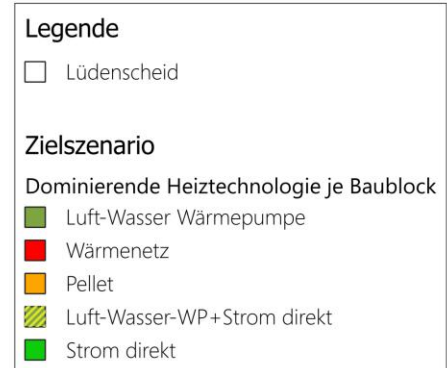 Legende
Lüdenscheid
Zielszenario
Dominierende Heiztechnologie je Baublock
Luft-Wasser Wärmepumpe
Wärmenetz
Pellet
Luft-Wasser-WP+Strom direkt
Strom direkt